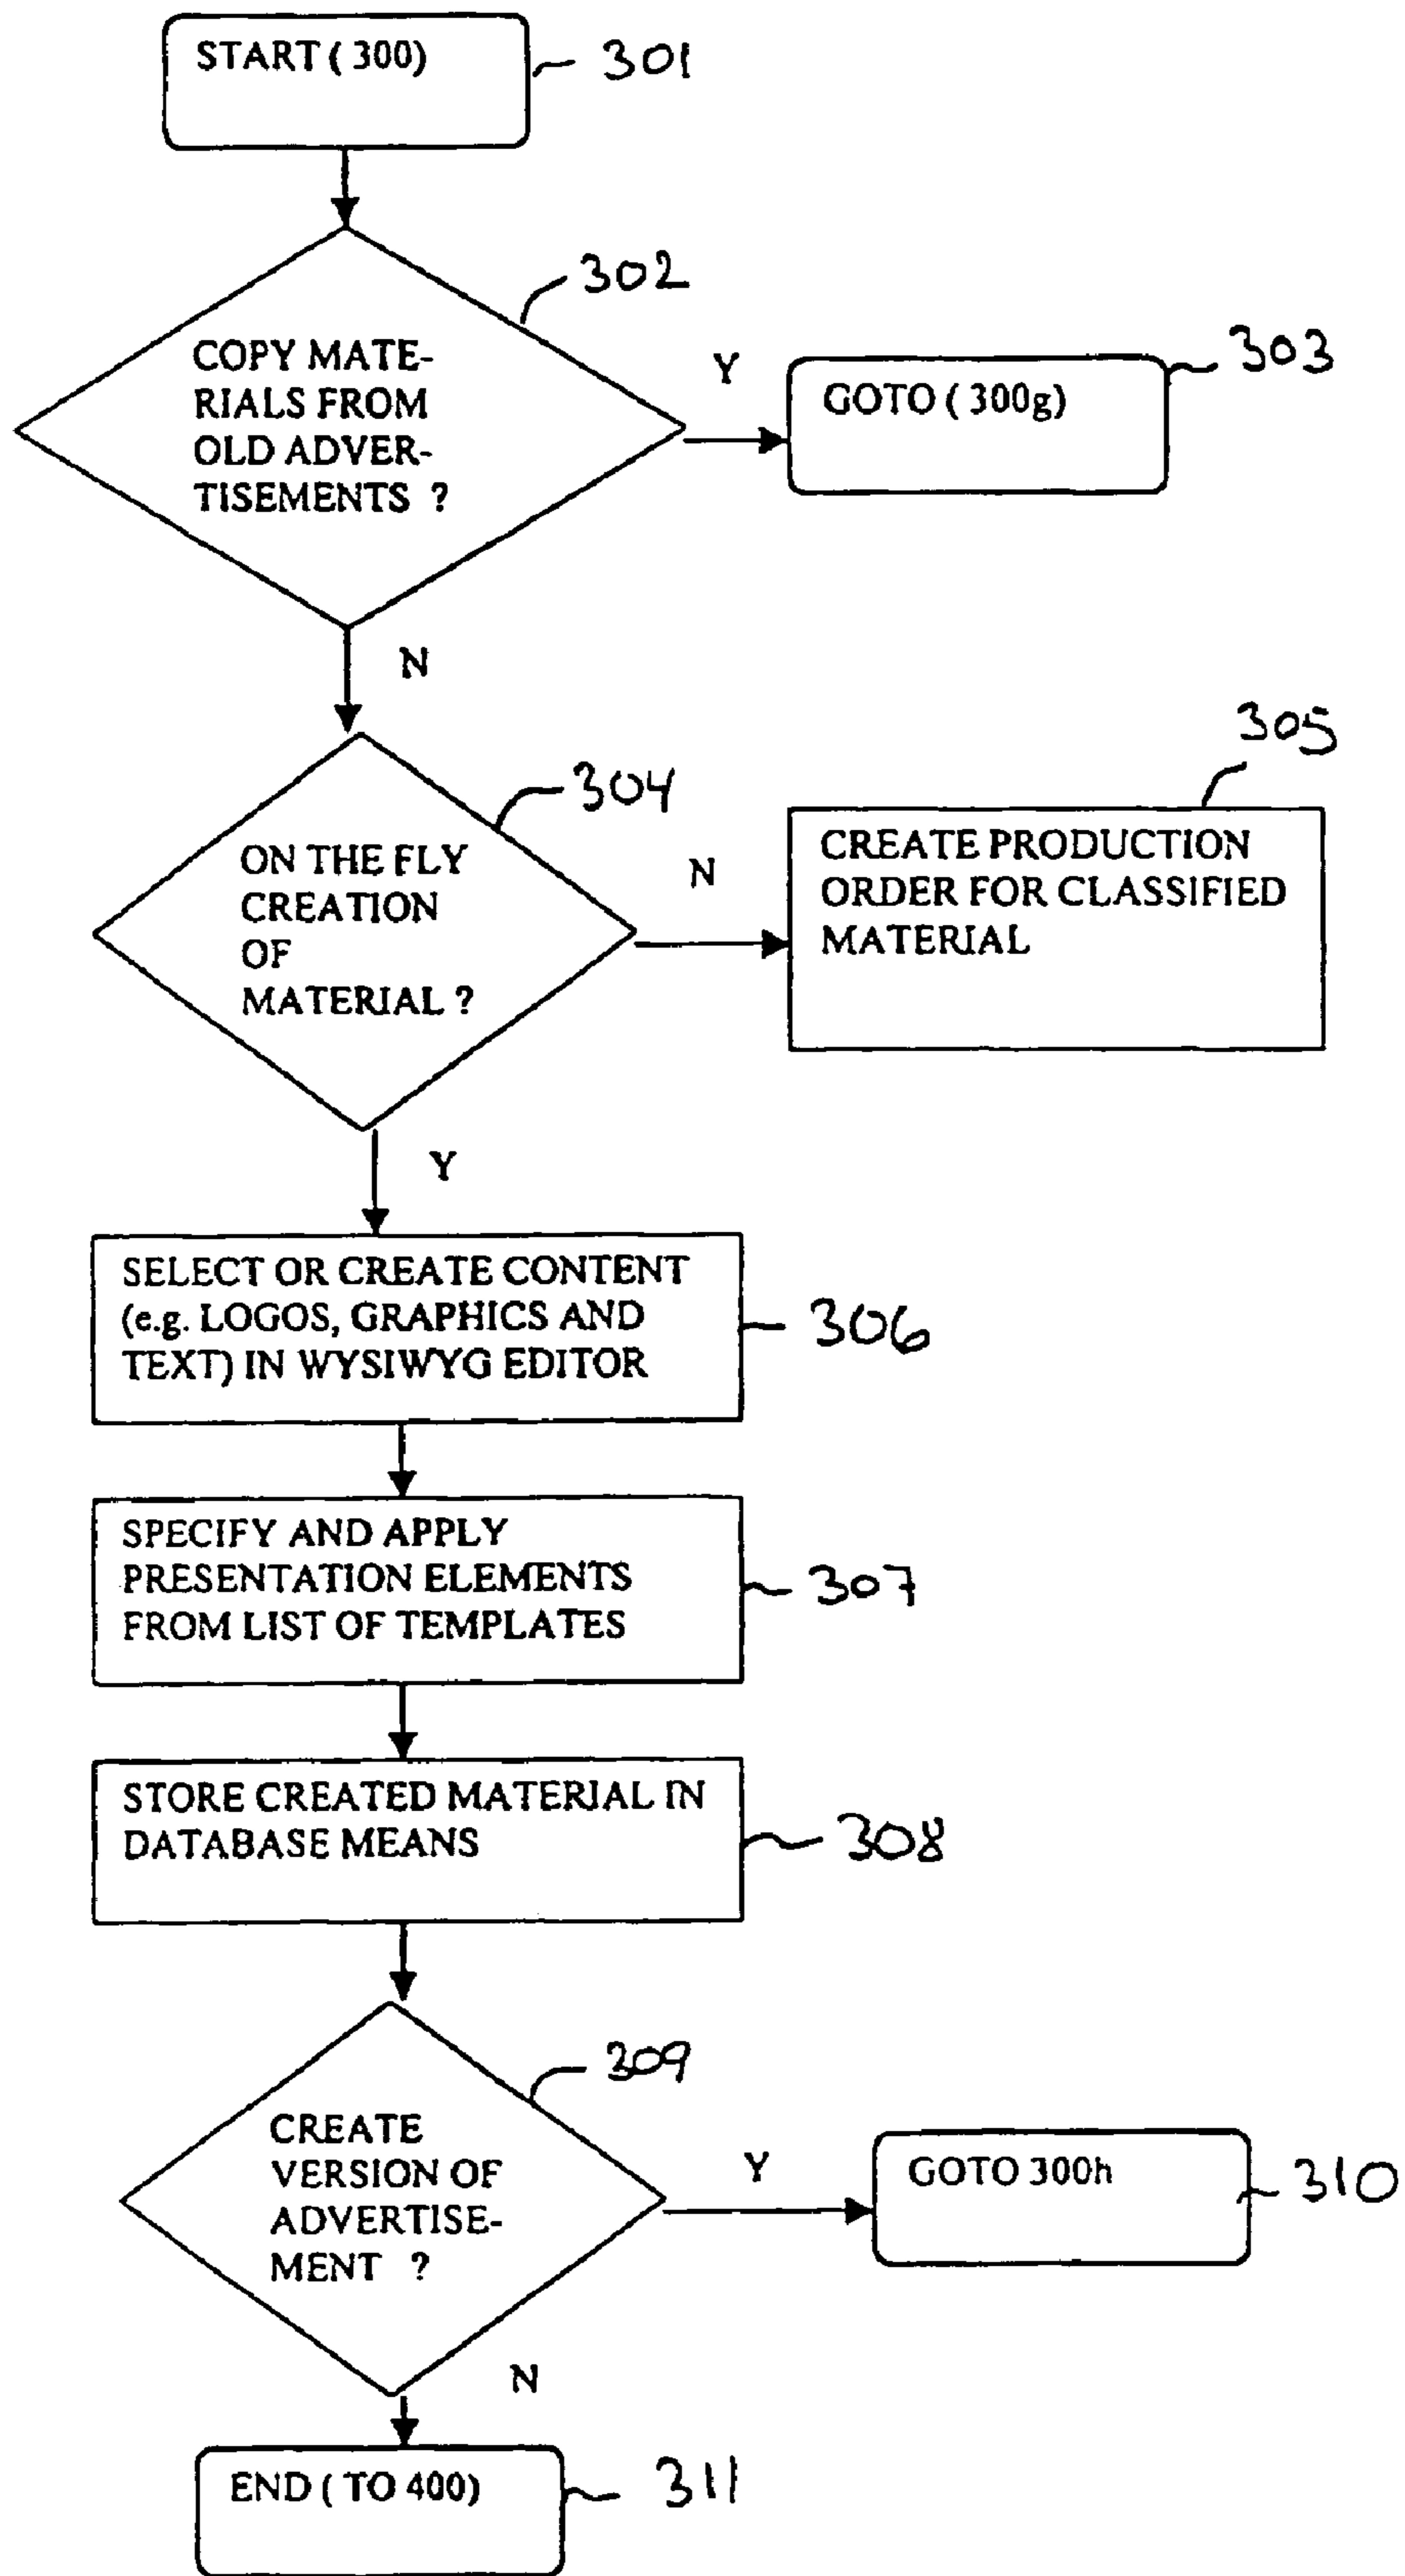 START ( 300)
301
302
COPY MATE-
RIALS FROM
OLD ADVER-
TISEMENTS ?
Y
GOTO ( 300g)
303
N
304
ON THE FLY
CREATION
OF
MATERIAL ?
N
305
CREATE PRODUCTION
ORDER FOR CLASSIFIED
MATERIAL
Y
SELECT OR CREATE CONTENT
(e.g. LOGOS, GRAPHICS AND
TEXT) IN WYSIWYG EDITOR
306
SPECIFY AND APPLY
PRESENTATION ELEMENTS
FROM LIST OF TEMPLATES
307
STORE CREATED MATERIAL IN
DATABASE MEANS
308
309
CREATE
VERSION OF
ADVERTISE-
MENT ?
Y
GOTO 300h
310
N
END ( TO 400)
311